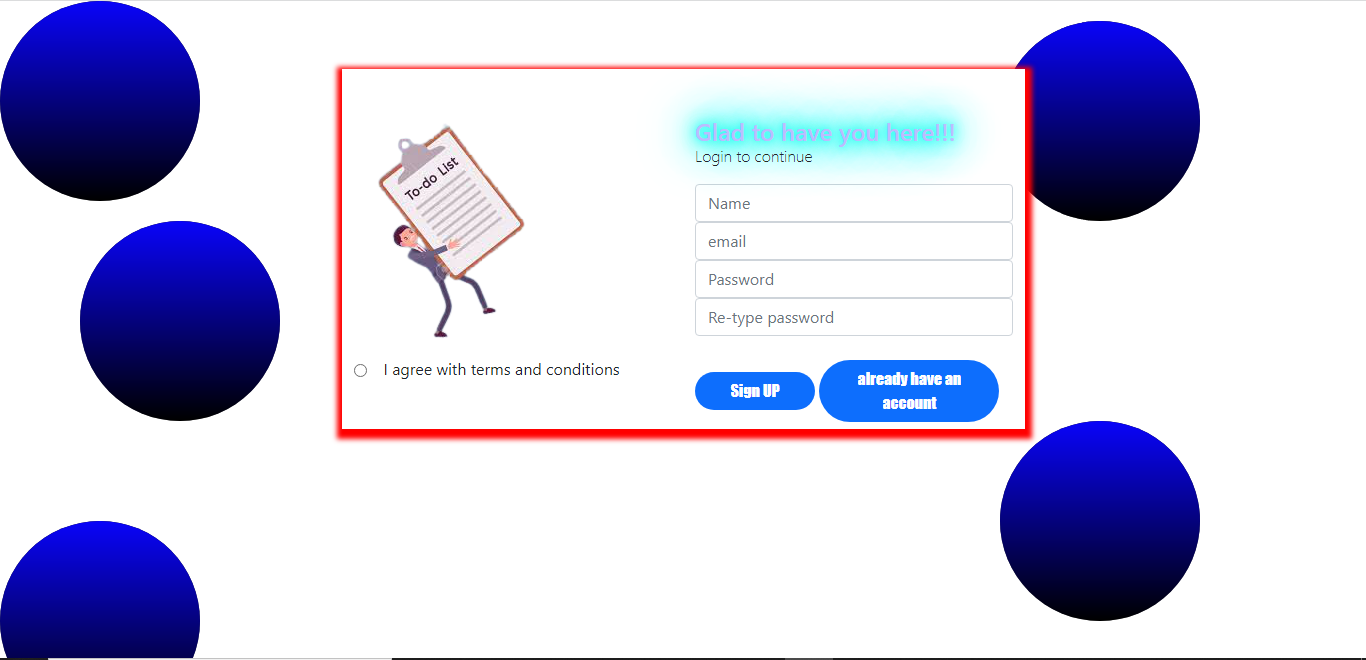 To-do List
Glad to have you here!!!
Login to continue
Name
email
Password
Re-type password
I agree with terms and conditions
Sign UP
already have an
account